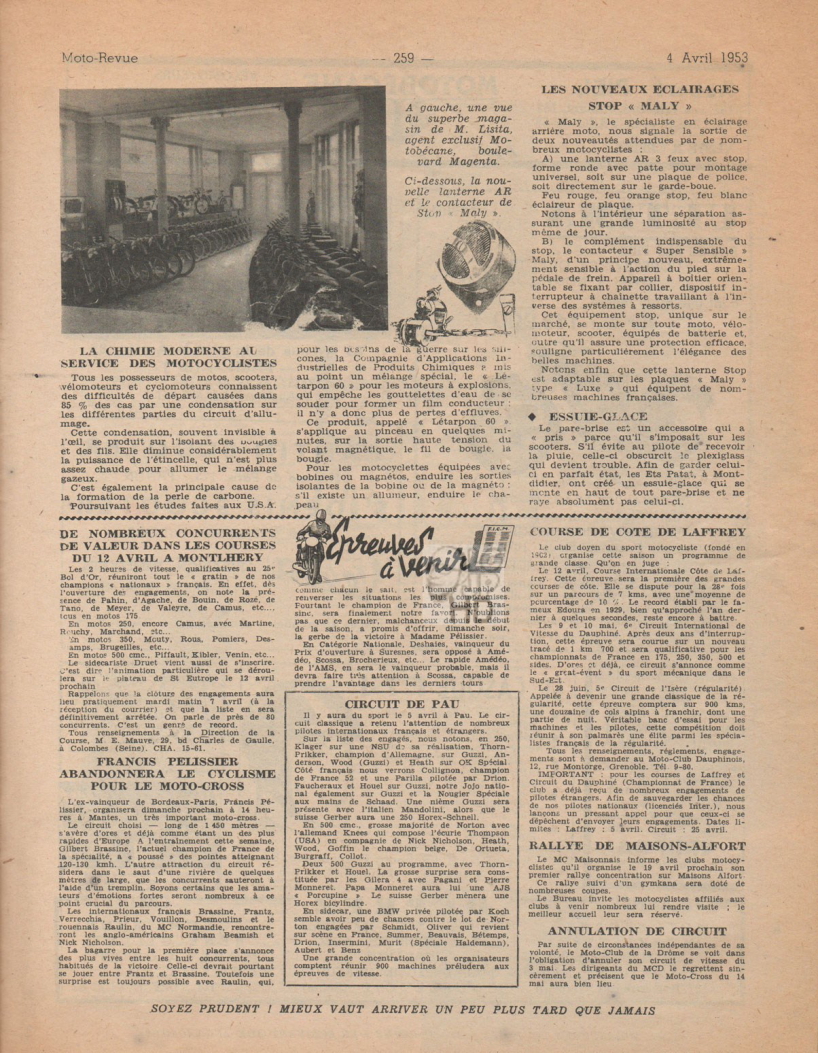 Moto-Revue
— 259 —
4 Avril 1953
A gauche, une vue
du superbe maga-
sin de M. Lisita,
agent exclusif Mo-
tobécane, boule-
vard Magenta.
Ci-dessous, la nou-
velle lanterne AR
et le contacteur de
Stop « Maly ».
LA CHIMIE MODERNE AU
SERVICE DES MOTOCYCLISTES
Tous les possesseurs de motos, scooters,
vélomoteurs et cyclomoteurs connaissent
des difficultés de départ causées dans
85 % des cas par une condensation sur
les différentes parties du circuit d'allu-
mage.
Cette condensation, souvent invisible à
l'œil, se produit sur l'isolant des bougies
et des fils. Elle diminue considérablement
la puissance de l'étincelle, qui n'est plus
assez chaude pour allumer le mélange
gazeux.
C'est également la principale cause de
la formation de la perle de carbone.
Poursuivant les études faites aux U.S.A.
pour les besoins de la guerre sur les sili-
cones, la Compagnie d'Applications In-
dustrielles de Produits Chimiques a mis
au point un mélange spécial, le « Lé-
tarpon 60 » pour les moteurs à explosions,
qui empêche les gouttelettes d'eau de se
souder pour former un film conducteur :
il n'y a donc plus de pertes d'effluves.
Ce produit, appelé « Létarpon 60 »
s'applique au pinceau en quelques mi-
nutes, sur la sortie haute tension du
volant magnétique, le fil de bougie, la
bougie.
Pour les motocyclettes équipées avec
bobines ou magnétos, enduire les sorties
isolantes de la bobine ou de la magnéto ;
s'il existe un allumeur, enduire le cha-
peau
LES NOUVEAUX ECLAIRAGES
STOP « MALY »
« Maly », le spécialiste en éclairage
arrière moto, nous signale la sortie de
deux nouveautés attendues par de nom-
breux motocyclistes :
A) une lanterne AR 3 feux avec stop,
forme ronde avec patte pour montage
universel, soit sur une plaque de police,
soit directement sur le garde-boue.
Feu rouge, feu orange stop, feu blanc
éclaireur de plaque.
Notons à l'intérieur une séparation as-
surant une grande luminosité au stop
même de jour.
B) le complément indispensable du
stop, le contacteur « Super Sensible »
Maly, d'un principe nouveau, extrême-
ment sensible à l'action du pied sur la
pédale de frein. Appareil à boîtier orien-
table se fixant par collier, dispositif in-
terrupteur à chaînette travaillant à l'in-
verse des systèmes à ressorts.
Cet équipement stop, unique sur le
marché, se monte sur toute moto, vélo-
moteur, scooter, équipés de batterie et,
outre qu'il assure une protection efficace,
souligne particulièrement l'élégance des
belles machines.
Notons enfin que cette lanterne Stop
est adaptable sur les plaques « Maly »
type « Luxe » qui équipent de nom-
breuses machines françaises.
◆ ESSUIE-GLACE
Le pare-brise est un accessoire qui a
« pris » parce qu'il s'imposait sur les
scooters. S'il évite au pilote de recevoir
la pluie, celle-ci obscurcit le plexiglass
qui devient trouble. Afin de garder celui-
ci en parfait état, les Ets Patat, à Mont-
didier, ont créé un essuie-glace qui se
monte en haut de tout pare-brise et ne
raye absolument pas celui-ci.
DE NOMBREUX CONCURRENTS
DE VALEUR DANS LES COURSES
DU 12 AVRIL A MONTLHERY
Les 2 heures de vitesse, qualificatives au 25e
Bol d'Or, réuniront tout le « gratin » de nos
champions « nationaux » français. En effet, dès
l'ouverture des engagements, on note la pré-
sence de Pahin, d'Agache, de Bouin, de Rozé, de
Tano, de Meyer, de Valeyre, de Camus, etc...,
tous en motos 175
En motos 250, encore Camus, avec Martine,
Rouchy, Marchand, etc...
En motos 350, Mouty, Rous, Pomiers, Des-
amps, Brugeilles, etc...
En motos 500 cmc., Piffault, Kibler, Venin, etc...
Le sidecariste Druet vient aussi de s'inscrire.
C'est dire l'animation particulière qui se dérou-
lera sur le plateau de St Eutrope le 12 avril
prochain
Rappelons que la clôture des engagements aura
lieu pratiquement mardi matin 7 avril (à la
réception du courrier) et que la liste en sera
définitivement arrêtée. On parle de près de 80
concurrents. C'est un genre de record.
Tous renseignements à la Direction de la
Course, M. E. Mauve, 29, bd Charles de Gaulle,
à Colombes (Seine). CHA. 15-61.
FRANCIS PELISSIER
ABANDONNERA LE CYCLISME
POUR LE MOTO-CROSS
L'ex-vainqueur de Bordeaux-Paris, Francis Pé-
lissier, organisera dimanche prochain à 14 heu-
res à Mantes, un très important moto-cross.
Le circuit choisi — long de 1 450 mètres —
s'avère d'ores et déjà comme étant un des plus
rapides d'Europe A l'entraînement cette semaine,
Gilbert Brassine, l'actuel champion de France de
la spécialité, a « poussé » des pointes atteignant
120-130 kmh. L'autre attraction du circuit ré-
sidera dans le saut d'une rivière de quelques
mètres de large, que les concurrents sauteront à
l'aide d'un tremplin. Soyons certains que les ama-
teurs d'émotions fortes seront nombreux à ce
point crucial du parcours.
Les internationaux français Brassine, Frantz,
Verrecchia, Prieur, Vouillon, Desmoulins et le
rouennais Raulin, du MC Normandie, rencontre-
ront les anglo-américains Graham Beamish et
Nick Nicholson.
La bagarre pour la première place s'annonce
des plus vives entre les huit concurrents, tous
habitués de la victoire Celle-ci devrait pourtant
se jouer entre Frantz et Brassine. Toutefois une
surprise est toujours possible avec Raulin, qui,
Epreuves
à venir
comme chacun le sait, est l'homme capable de
renverser les situations les plus compromises.
Pourtant le champion de France, Gilbert Bras-
sine, sera finalement notre favori. N'oublions
pas que ce dernier, malchanceux depuis le début
de la saison, a promis d'offrir, dimanche soir,
la gerbe de la victoire à Madame Pélissier.
En Catégorie Nationale, Deshaies, vainqueur du
Prix d'ouverture à Suresnes, sera opposé à Amé-
déo, Scossa, Brocherieux, etc... Le rapide Amédéo,
de l'AMS, en sera le vainqueur probable, mais il
devra faire très attention à Scossa, capable de
prendre l'avantage dans les derniers tours
CIRCUIT DE PAU
Il y aura du sport le 5 avril à Pau. Le cir-
cuit classique a retenu l'attention de nombreux
pilotes internationaux français et étrangers.
Sur la liste des engagés, nous notons, en 250,
Klager sur une NSU de sa réalisation, Thorn-
Prikker, champion d'Allemagne, sur Guzzi, An-
derson, Wood (Guzzi) et Heath sur OK Spécial.
Côté français nous verrons Collignon, champion
de France 52 et une Parilla pilotée par Drion.
Faucheraux et Houel sur Guzzi, notre Jojo natio-
nal également sur Guzzi et la Nougier Spéciale
aux mains de Schaad. Une nième Guzzi sera
présente avec l'italien Mandolini, alors que le
suisse Gerber aura une 250 Horex-Schnell.
En 500 cmc., grosse majorité de Norton avec
l'allemand Knees qui compose l'écurie Thompson
(USA) en compagnie de Nick Nicholson, Heath,
Wood, Goffin le champion belge, De Ortueta,
Burgraff, Collot.
Deux 500 Guzzi au programme, avec Thorn-
Prikker et Houel. La grosse surprise sera cons-
tituée par les Gilera 4 avec Pagani et Pierre
Monneret. Papa Monneret aura lui une AJS
« Porcupine » Le suisse Gerber mènera une
Horex bicylindre.
En sidecar, une BMW privée pilotée par Koch
semble avoir peu de chances contre le lot de Nor-
ton engagées par Schmidt, Oliver qui revient
sur scène en France, Summer, Beauvais, Bétemps,
Drion, Insermini, Murit (Spéciale Haldemann),
Aubert et Bens
Une grande concentration où les organisateurs
comptent réunir 900 machines préludera aux
épreuves de vitesse.
COURSE DE COTE DE LAFFREY
Le club doyen du sport motocycliste (fondé en
1902) organise cette saison un programme de
grande classe. Qu'on en juge :
Le 12 avril, Course Internationale Côte de Laf-
frey. Cette épreuve sera la première des grandes
courses de côte. Elle se dispute pour la 28e fois
sur un parcours de 7 kms, avec une moyenne de
pourcentage de 10 %. Le record établi par le fa-
meux Edoura en 1929, bien qu'approché l'an der-
nier à quelques secondes, reste encore à battre.
Les 9 et 10 mai, 6e Circuit International de
Vitesse du Dauphiné. Après deux ans d'interrup-
tion, cette épreuve sera courue sur un nouveau
tracé de 1 km 700 et sera qualificative pour les
championnats de France en 175, 250, 350, 500 et
sides. D'ores et déjà, ce circuit s'annonce comme
le « great-event » du sport mécanique dans le
Sud-Est.
Le 28 juin, 5e Circuit de l'Isère (régularité).
Appelée à devenir une grande classique de la ré-
gularité, cette épreuve comptera sur 900 kms,
une douzaine de cols alpins à franchir, dont une
partie de nuit. Véritable banc d'essai pour les
machines et les pilotes, cette compétition doit
réunir à son palmarès une élite parmi les spécia-
listes français de la régularité.
Tous les renseignements, règlements, engage-
ments sont à demander au Moto-Club Dauphinois,
12, rue Montorge, Grenoble, Tél. 9-80.
IMPORTANT : pour les courses de Laffrey et
Circuit du Dauphiné (Championnat de France) le
club a déjà reçu de nombreux engagements de
pilotes étrangers. Afin de sauvegarder les chances
de nos pilotes nationaux (licenciés Inter.), nous
lançons un pressant appel pour que ceux-ci se
dépêchent d'envoyer leurs engagements. Dates li-
mites : Laffrey : 5 avril. Circuit : 25 avril.
RALLYE DE MAISONS-ALFORT
Le MC Maisonnais informe les clubs motocy-
clistes qu'il organise le 19 avril prochain son
premier rallye concentration sur Maisons Alfort
Ce rallye suivi d'un gymkana sera doté de
nombreuses coupes.
Le Bureau invite les motocyclistes affiliés aux
clubs à venir nombreux lui rendre visite ; le
meilleur accueil leur sera réservé.
ANNULATION DE CIRCUIT
Par suite de circonstances indépendantes de sa
volonté, le Moto-Club de la Drôme se voit dans
l'obligation d'annuler son circuit de vitesse du
3 mai. Les dirigeants du MCD le regrettent sin-
cèrement et précisent que le Moto-Cross du 14
mai aura bien lieu
SOYEZ PRUDENT ! MIEUX VAUT ARRIVER UN PEU PLUS TARD QUE JAMAIS